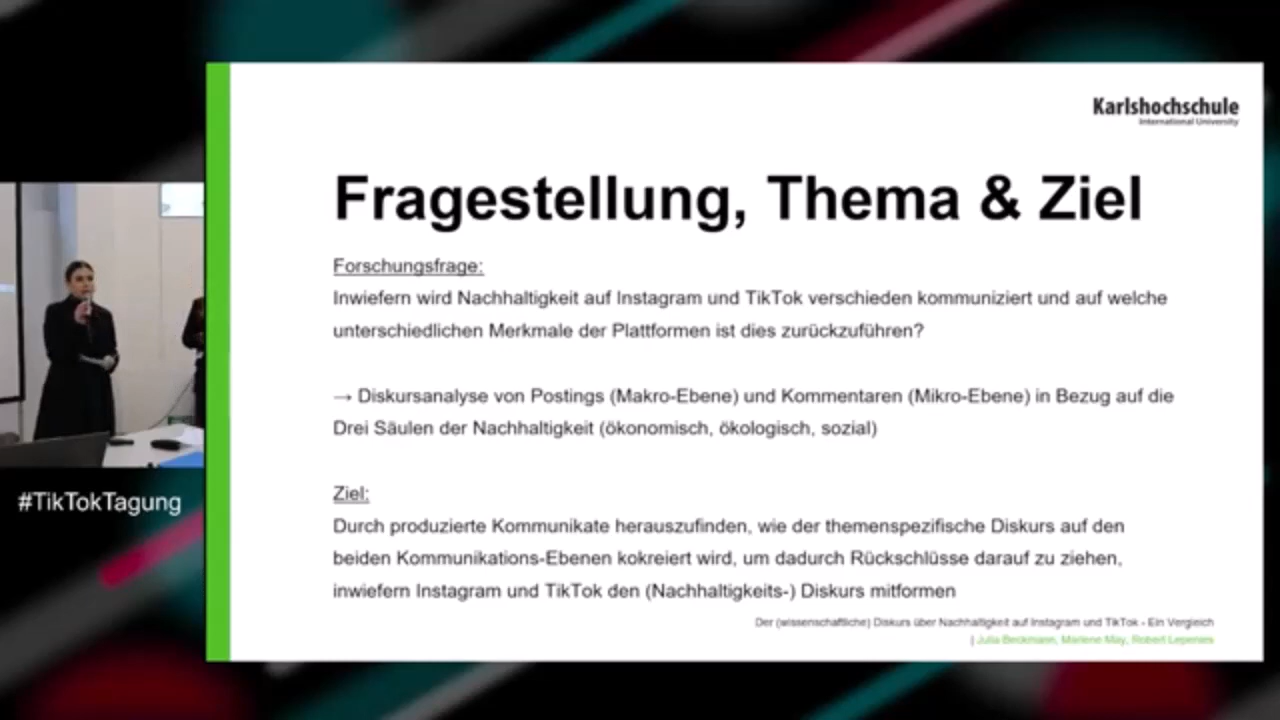 Karlshochschule
International University
Fragestellung, Thema & Ziel
Forschungsfrage:
Inwiefern wird Nachhaltigkeit auf Instagram und TikTok verschieden kommuniziert und auf welche
unterschiedlichen Merkmale der Plattformen ist dies zurückzuführen?
→ Diskursanalyse von Postings (Makro-Ebene) und Kommentaren (Mikro-Ebene) in Bezug auf die
Drei Säulen der Nachhaltigkeit (ökonomisch, ökologisch, sozial)
Ziel:
Durch produzierte Kommunikate herauszufinden, wie der themenspezifische Diskurs auf den
beiden Kommunikations-Ebenen kokreiert wird, um dadurch Rückschlüsse darauf zu ziehen,
inwiefern Instagram und TikTok den (Nachhaltigkeits-) Diskurs mitformen
Der (wissenschaftliche) Diskurs über Nachhaltigkeit auf Instagram und TikTok - Ein Vergleich
| Julia Beckmann, Marlene May, Robert Lepenies
#TikTokTagung